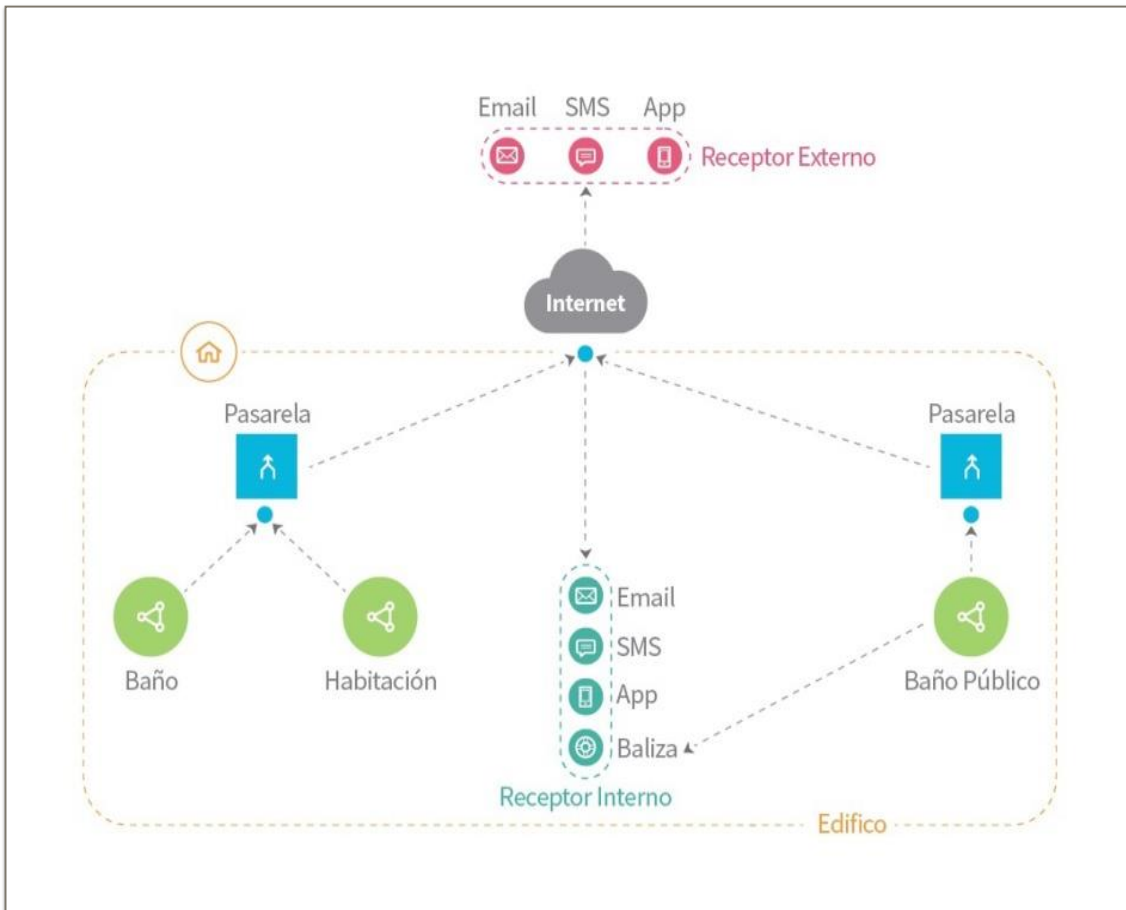 Email SMS App
Receptor Externo
Internet
Pasarela
Pasarela
Baño
Habitación
Email
SMS
App
Baliza
Baño Público
Receptor Interno
Edifico